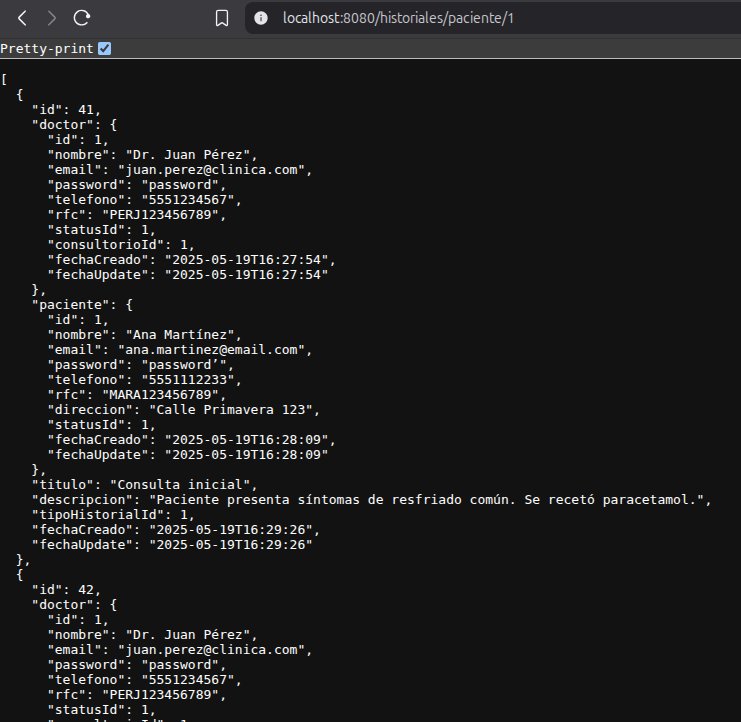 localhost:8080/historiales/paciente/1
Pretty-print
[
  {
    "id": 41,
    "doctor": {
      "id": 1,
      "nombre": "Dr. Juan Pérez",
      "email": "juan.perez@clinica.com",
      "password": "password",
      "telefono": "5551234567",
      "rfc": "PERJ123456789",
      "statusId": 1,
      "consultorioId": 1,
      "fechaCreado": "2025-05-19T16:27:54",
      "fechaUpdate": "2025-05-19T16:27:54"
    },
    "paciente": {
      "id": 1,
      "nombre": "Ana Martínez",
      "email": "ana.martinez@email.com",
      "password": "password’",
      "telefono": "5551112233",
      "rfc": "MARA123456789",
      "direccion": "Calle Primavera 123",
      "statusId": 1,
      "fechaCreado": "2025-05-19T16:28:09",
      "fechaUpdate": "2025-05-19T16:28:09"
    },
    "titulo": "Consulta inicial",
    "descripcion": "Paciente presenta síntomas de resfriado común. Se recetó paracetamol.",
    "tipoHistorialId": 1,
    "fechaCreado": "2025-05-19T16:29:26",
    "fechaUpdate": "2025-05-19T16:29:26"
  },
  {
    "id": 42,
    "doctor": {
      "id": 1,
      "nombre": "Dr. Juan Pérez",
      "email": "juan.perez@clinica.com",
      "password": "password",
      "telefono": "5551234567",
      "rfc": "PERJ123456789",
      "statusId": 1,